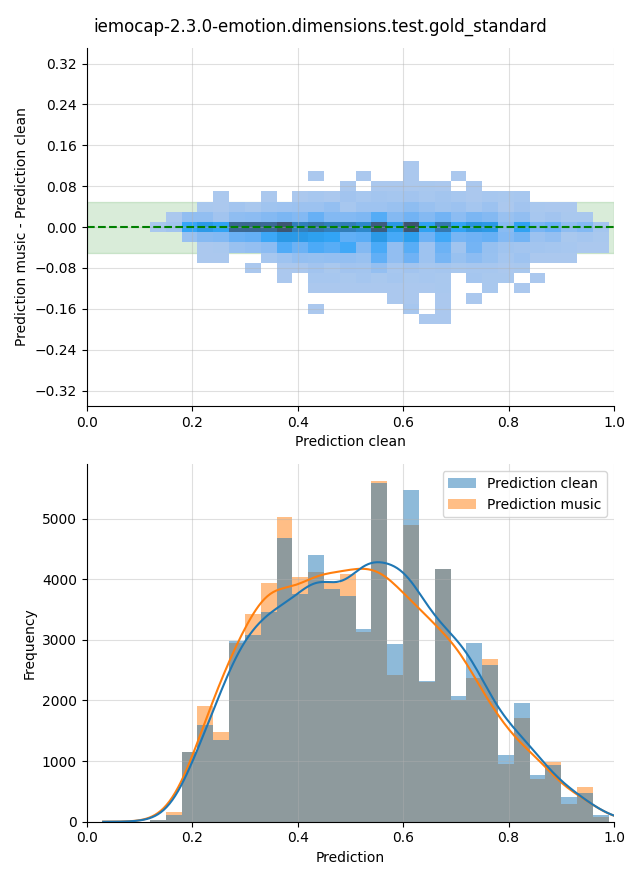 iemocap-2.3.0-emotion.dimensions.test.gold_standard
Prediction music - Prediction clean
0.32
0.24
0.16
0.08
0.00
−0.08
−0.16
−0.24
−0.32
0.0 0.2 0.4 0.6 0.8 1.0
Prediction clean
Frequency
Prediction clean
Prediction music
5000
4000
3000
2000
1000
0
0.0 0.2 0.4 0.6 0.8 1.0
Prediction